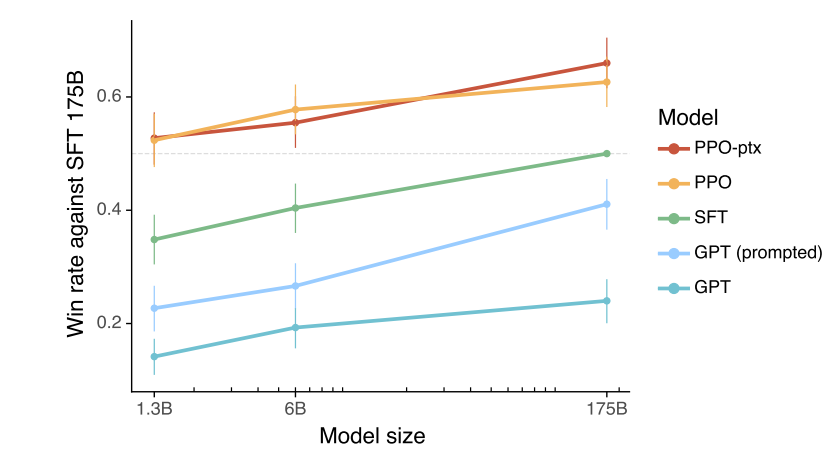 Win rate against SFT 175B
0.6
0.4
0.2
1.3B
6B
175B
Model size
Model
PPO-ptx
PPO
SFT
GPT (prompted)
GPT